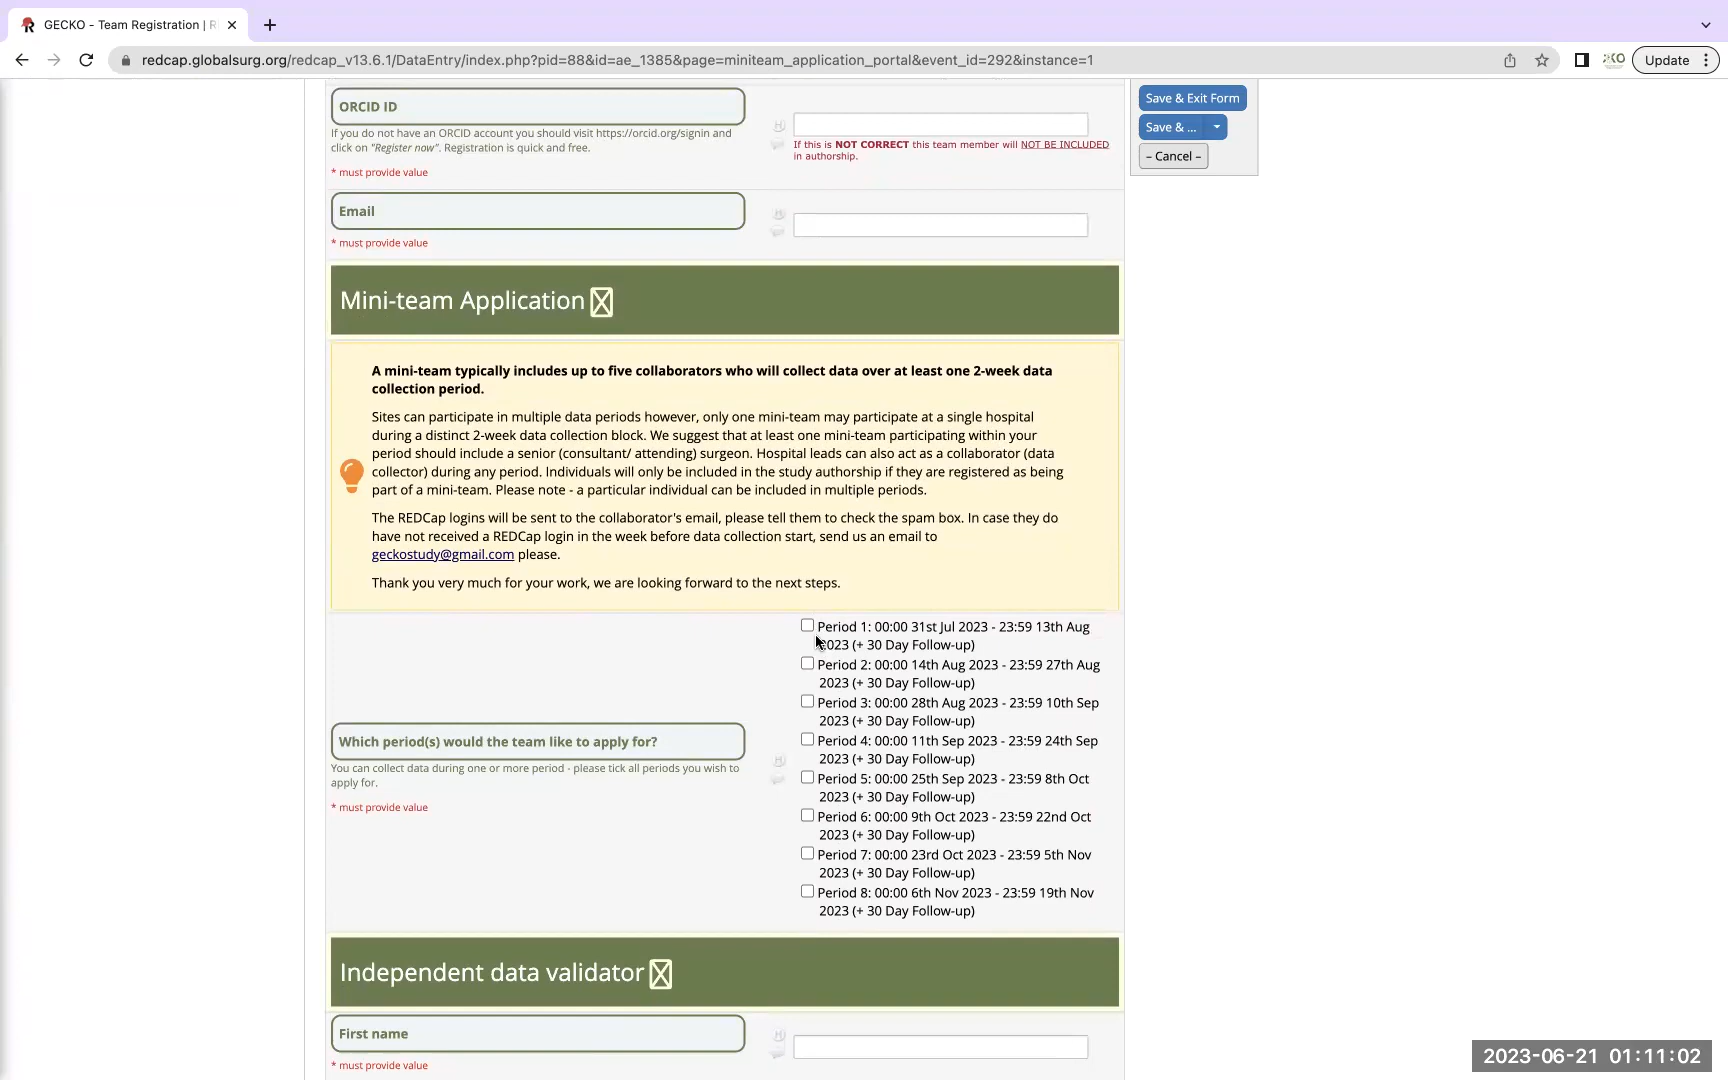 GECKO - Team Registration | R
redcap.globalsurg.org/redcap_v13.6.1/DataEntry/index.php?pid=88&id=ae_1385&page=miniteam_application_portal&event_id=292&instance=1
Update
Save & Exit Form
Save & ...
– Cancel –
ORCID ID
If you do not have an ORCID account you should visit https://orcid.org/signin and
click on "Register now". Registration is quick and free.
* must provide value
If this is NOT CORRECT this team member will NOT BE INCLUDED
in authorship.
Email
* must provide value
Mini-team Application
A mini-team typically includes up to five collaborators who will collect data over at least one 2-week data
collection period.
Sites can participate in multiple data periods however, only one mini-team may participate at a single hospital
during a distinct 2-week data collection block. We suggest that at least one mini-team participating within your
period should include a senior (consultant/ attending) surgeon. Hospital leads can also act as a collaborator (data
collector) during any period. Individuals will only be included in the study authorship if they are registered as being
part of a mini-team. Please note - a particular individual can be included in multiple periods.
The REDCap logins will be sent to the collaborator's email, please tell them to check the spam box. In case they do
have not received a REDCap login in the week before data collection start, send us an email to
geckostudy@gmail.com please.
Thank you very much for your work, we are looking forward to the next steps.
Which period(s) would the team like to apply for?
You can collect data during one or more period - please tick all periods you wish to
apply for.
* must provide value
Period 1: 00:00 31st Jul 2023 - 23:59 13th Aug
2023 (+ 30 Day Follow-up)
Period 2: 00:00 14th Aug 2023 - 23:59 27th Aug
2023 (+ 30 Day Follow-up)
Period 3: 00:00 28th Aug 2023 - 23:59 10th Sep
2023 (+ 30 Day Follow-up)
Period 4: 00:00 11th Sep 2023 - 23:59 24th Sep
2023 (+ 30 Day Follow-up)
Period 5: 00:00 25th Sep 2023 - 23:59 8th Oct
2023 (+ 30 Day Follow-up)
Period 6: 00:00 9th Oct 2023 - 23:59 22nd Oct
2023 (+ 30 Day Follow-up)
Period 7: 00:00 23rd Oct 2023 - 23:59 5th Nov
2023 (+ 30 Day Follow-up)
Period 8: 00:00 6th Nov 2023 - 23:59 19th Nov
2023 (+ 30 Day Follow-up)
Independent data validator
First name
* must provide value
2023-06-21 01:11:02